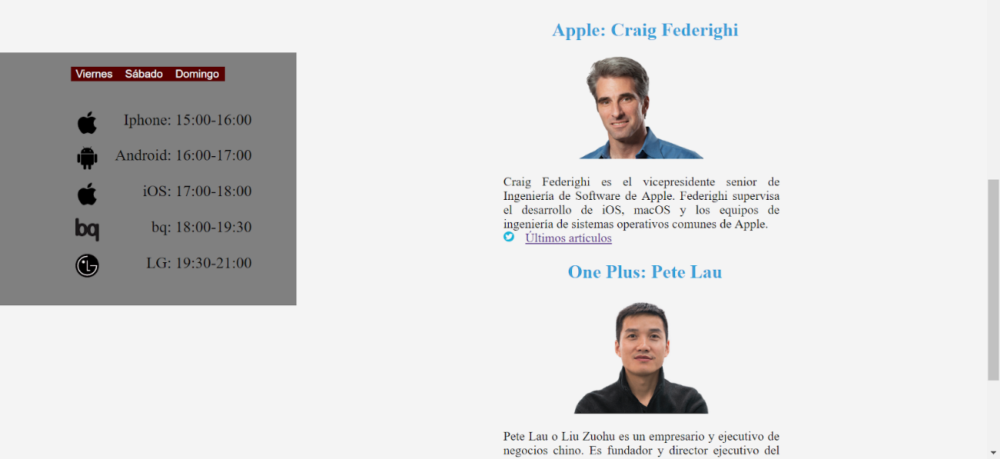 Viernes Sábado Domingo
Iphone: 15:00-16:00
Android: 16:00-17:00
iOS: 17:00-18:00
bq
bq: 18:00-19:30
LG
LG: 19:30-21:00
Apple: Craig Federighi
Craig Federighi es el vicepresidente senior de
Ingeniería de Software de Apple. Federighi supervisa
el desarrollo de iOS, macOS y los equipos de
ingeniería de sistemas operativos comunes de Apple.
Últimos artículos
One Plus: Pete Lau
Pete Lau o Liu Zuohu es un empresario y ejecutivo de
negocios chino. Es fundador y director ejecutivo del